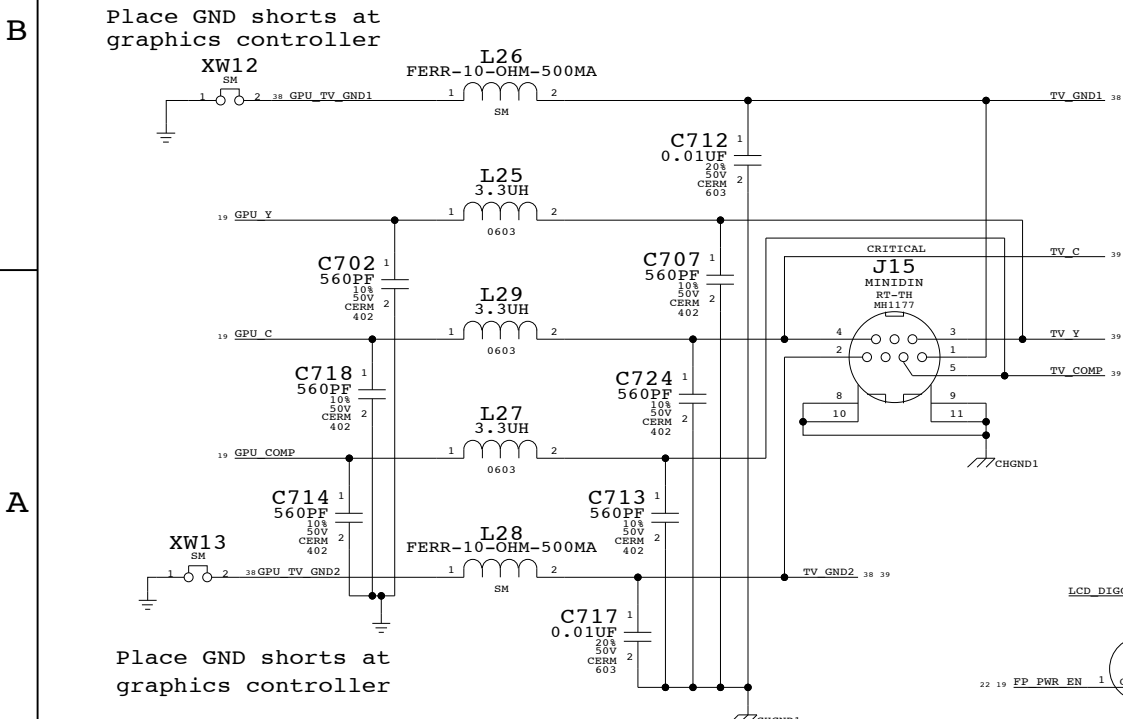 B
Place GND shorts at
graphics controller
XW12
SM
1 2 38 GPU_TV_GND1
L26
FERR-10-OHM-500MA
1 2
SM
TV_GND1 38
C712 1
0.01UF
20%
50V
CERM 2
603
L25
3.3UH
19 GPU_Y
1 2
0603
C702 1
560PF
10%
50V
CERM 2
402
C707 1
560PF
10%
50V
CERM 2
402
CRITICAL
J15
MINIDIN
RT-TH
MH1177
TV_C 39
L29
3.3UH
19 GPU_C
1 2
0603
4 3
2 1
5
8 9
10 11
TV_Y 39
TV_COMP 39
CHGND1
C718 1
560PF
10%
50V
CERM 2
402
C724 1
560PF
10%
50V
CERM 2
402
L27
3.3UH
19 GPU_COMP
1 2
0603
A
C714 1
560PF
10%
50V
CERM 2
402
C713 1
560PF
10%
50V
CERM 2
402
XW13
SM
1 2 38 GPU_TV_GND2
L28
FERR-10-OHM-500MA
1 2
SM
TV_GND2 38 39
C717 1
0.01UF
20%
50V
CERM 2
603
Place GND shorts at
graphics controller
LCD_DIG
22 19 FP_PWR_EN 1
CHGND1